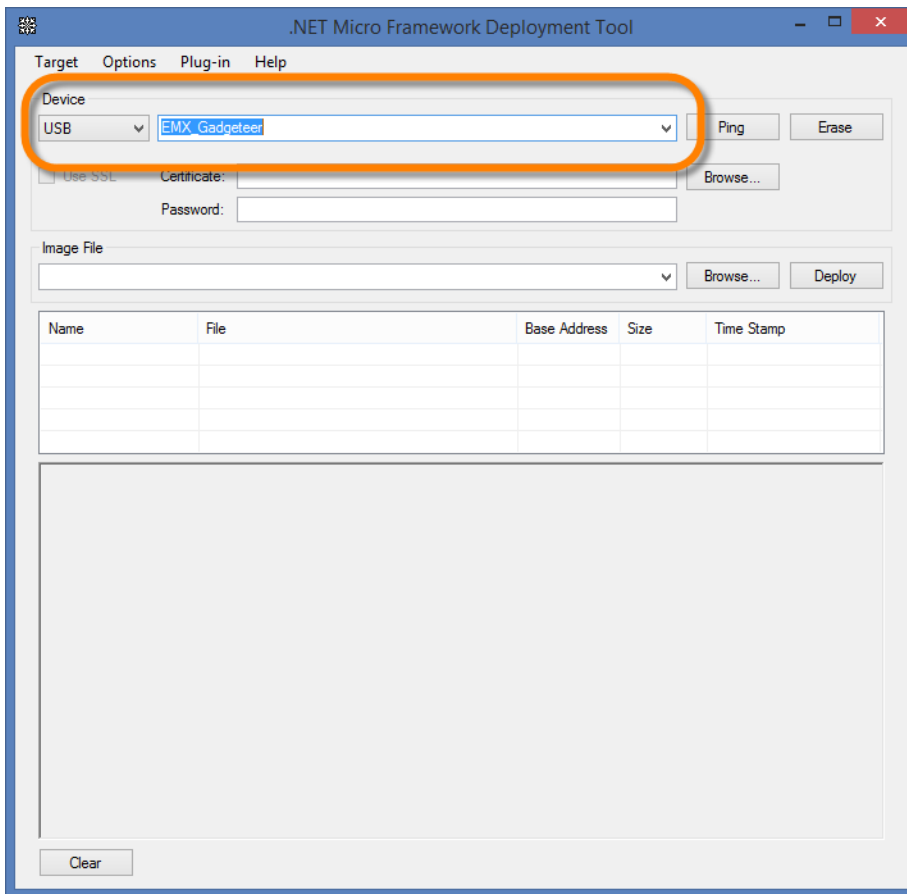 .NET Micro Framework Deployment Tool
Target Options Plug-in Help
Device
USB EMX_Gadgeteer Ping Erase
Use SSL Certificate: Browse...
Password:
Image File
Browse... Deploy
Name File Base Address Size Time Stamp
Clear